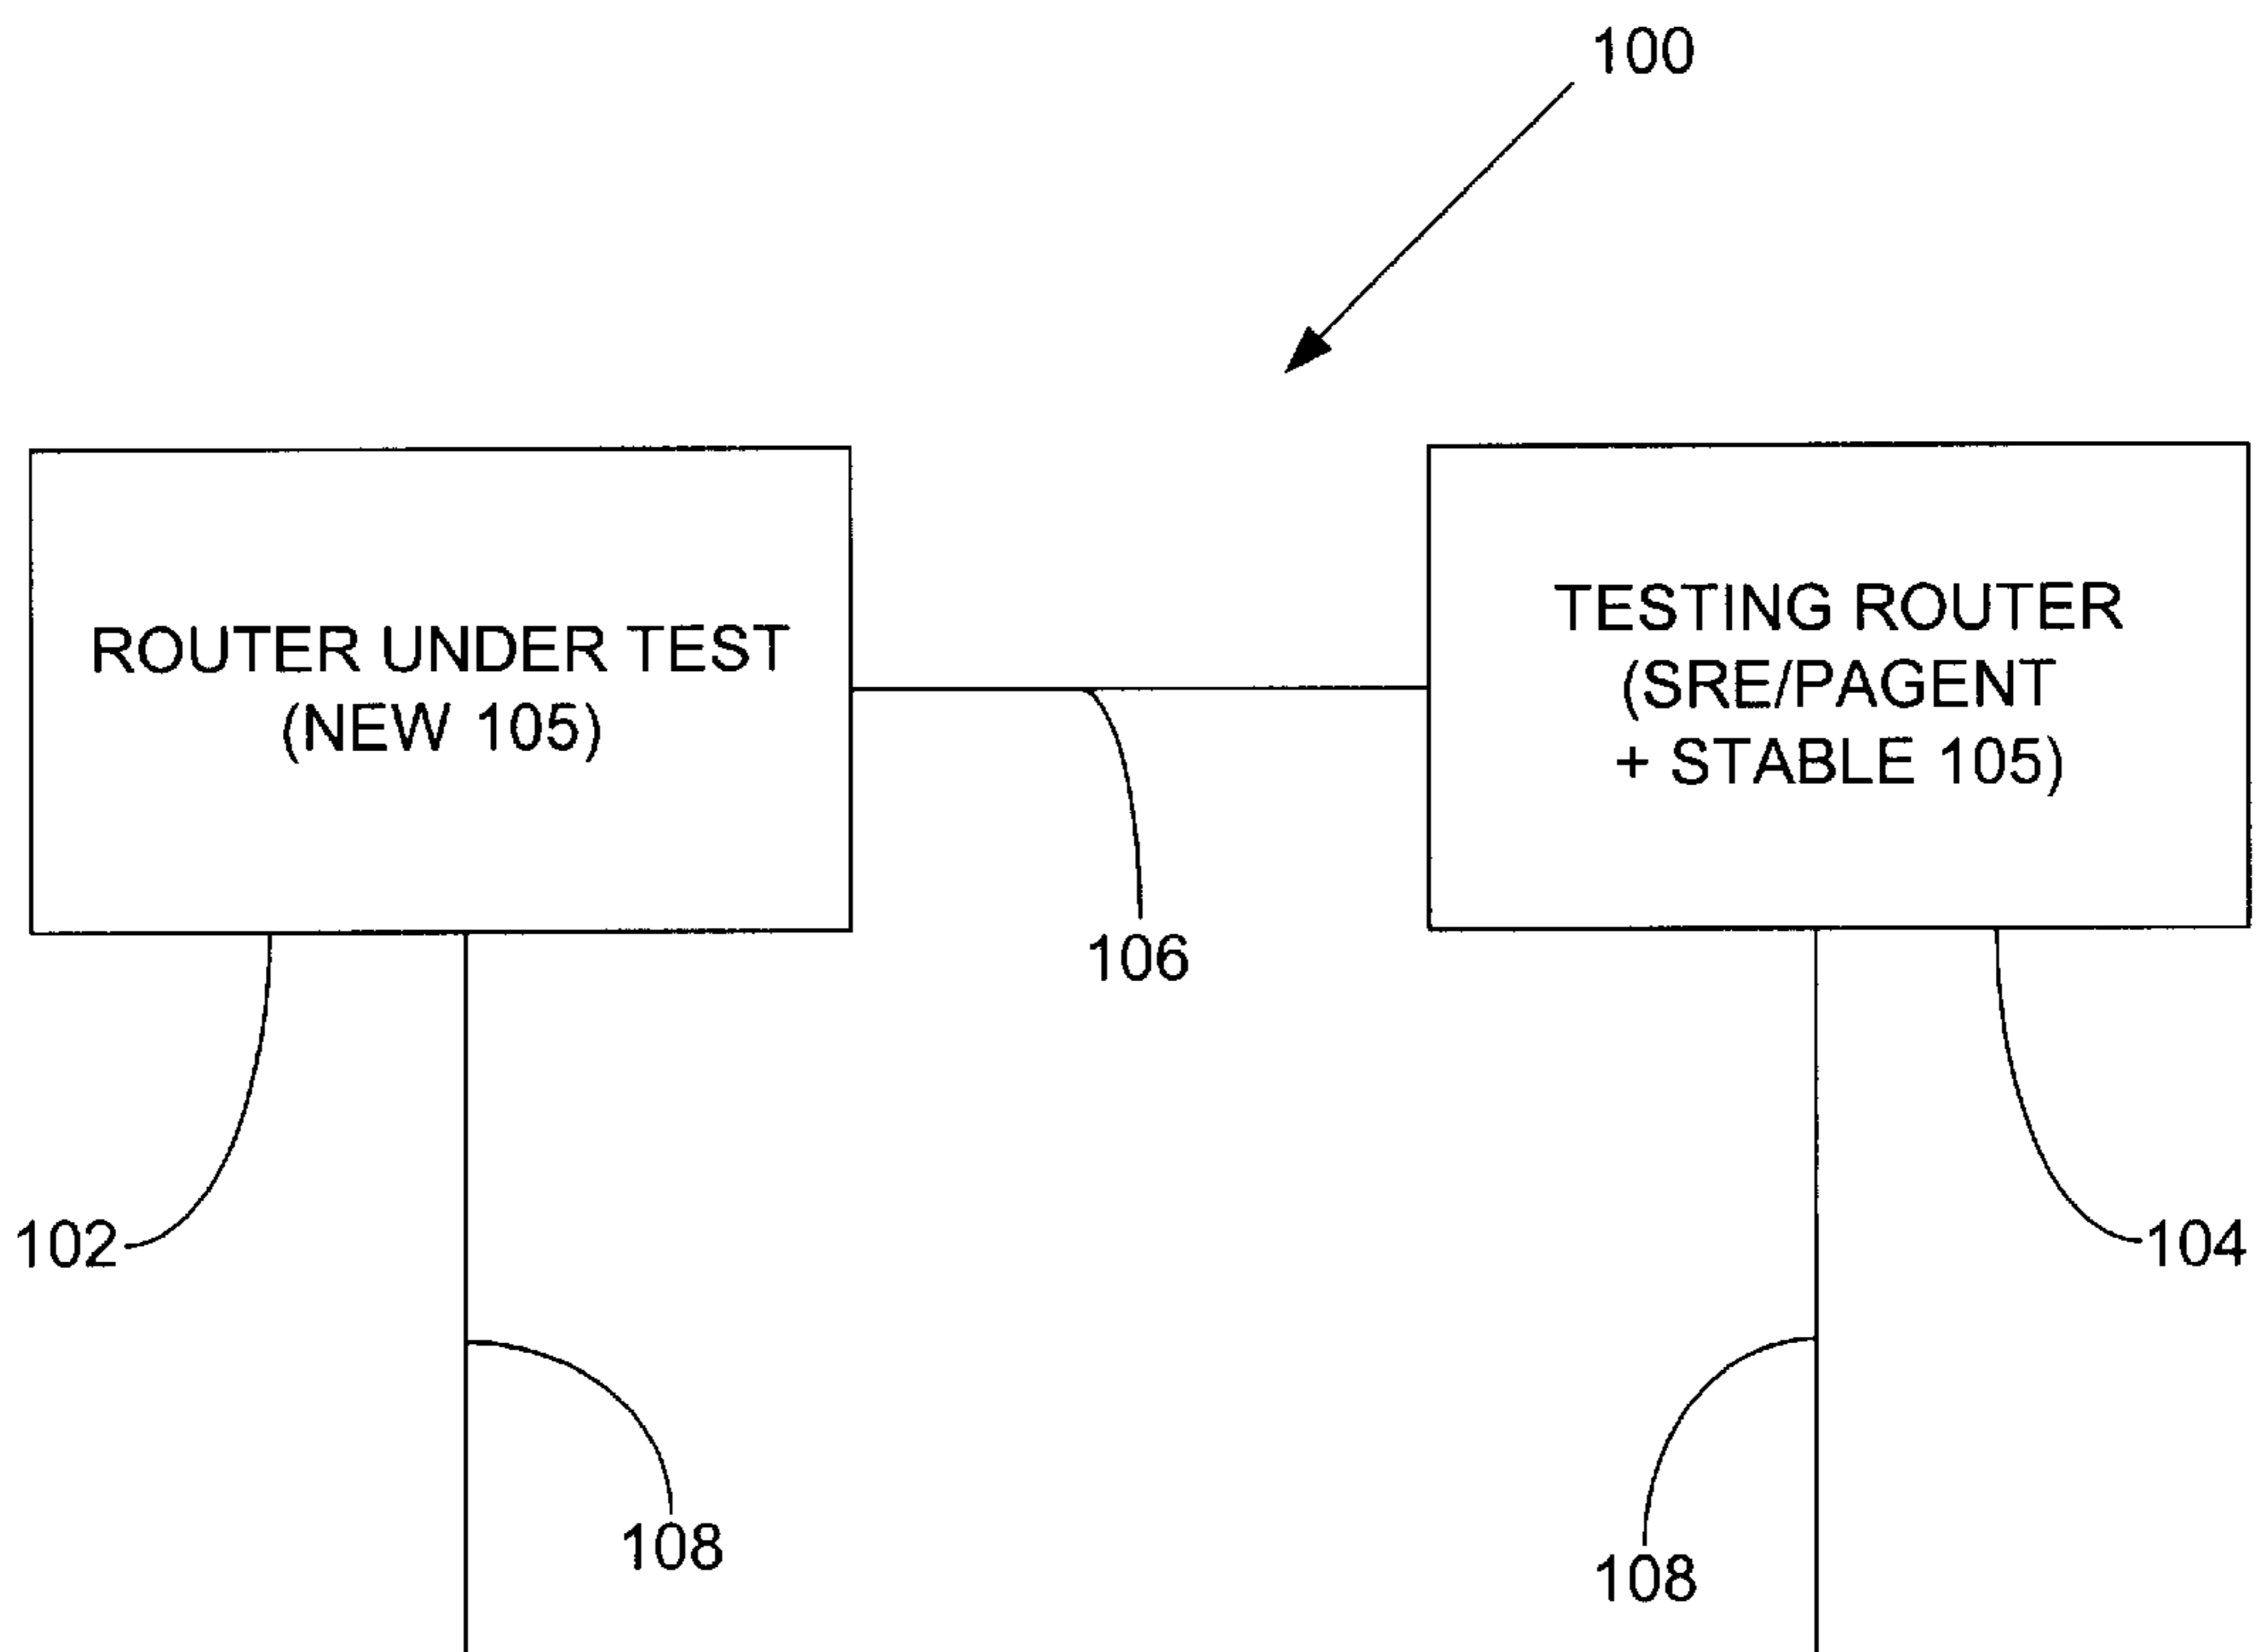 100
ROUTER UNDER TEST
(NEW 105)
TESTING ROUTER
(SRE/PAGENT
+ STABLE 105)
106
102
104
108
108